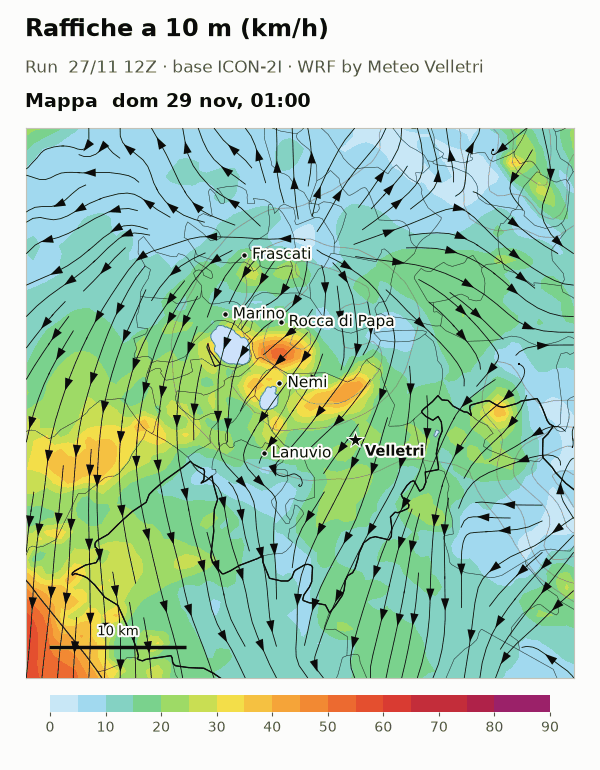 Raffiche a 10 m (km/h)
Run 27/11 12Z · base ICON-2I · WRF by Meteo Velletri
Mappa dom 29 nov, 01:00
Frascati
Marino
Rocca di Papa
Nemi
Velletri
Lanuvio
10 km
0 10 20 30 40 50 60 70 80 90